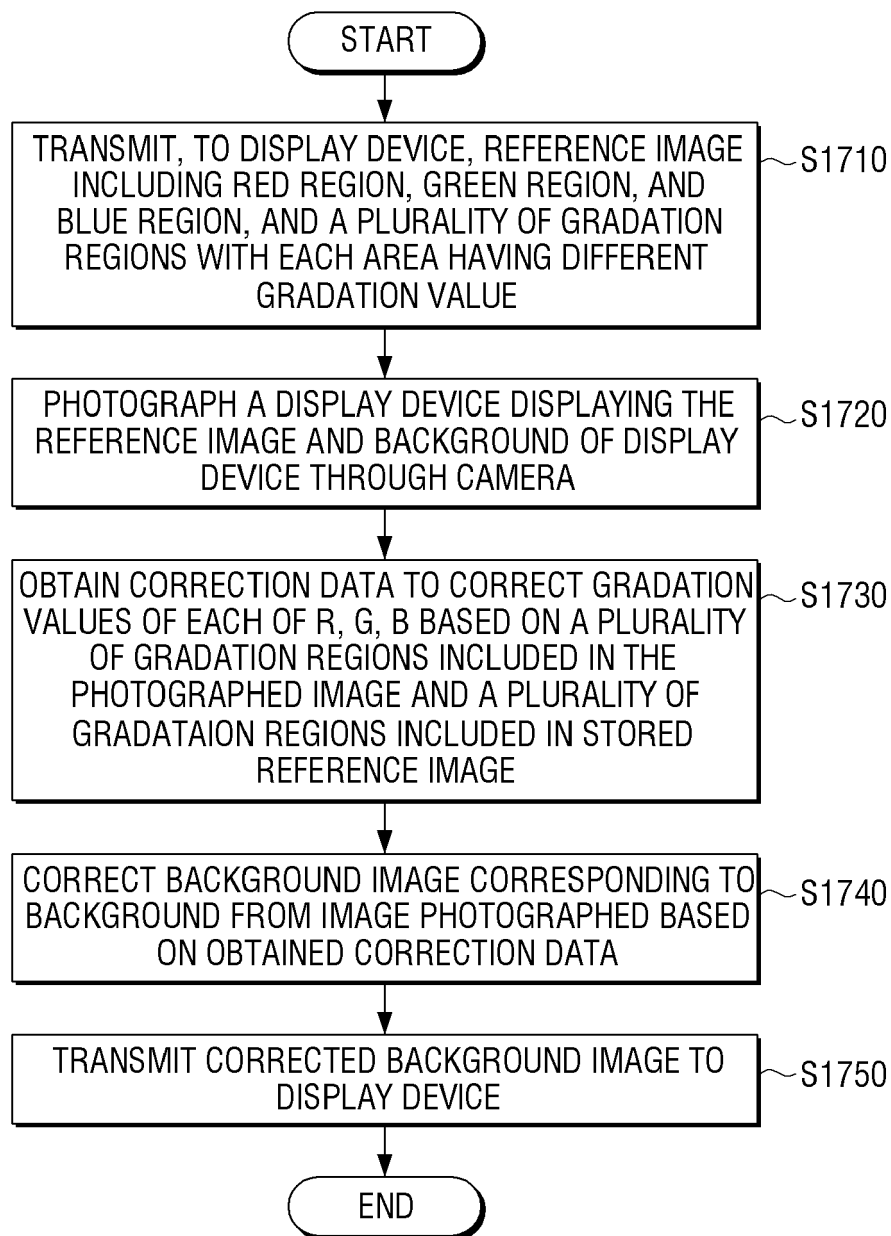 START
TRANSMIT, TO DISPLAY DEVICE, REFERENCE IMAGE
INCLUDING RED REGION, GREEN REGION, AND
BLUE REGION, AND A PLURALITY OF GRADATION
REGIONS WITH EACH AREA HAVING DIFFERENT
GRADATION VALUE
S1710
PHOTOGRAPH A DISPLAY DEVICE DISPLAYING THE
REFERENCE IMAGE AND BACKGROUND OF DISPLAY
DEVICE THROUGH CAMERA
S1720
OBTAIN CORRECTION DATA TO CORRECT GRADATION
VALUES OF EACH OF R, G, B BASED ON A PLURALITY
OF GRADATION REGIONS INCLUDED IN THE
PHOTOGRAPHED IMAGE AND A PLURALITY OF
GRADATAION REGIONS INCLUDED IN STORED
REFERENCE IMAGE
S1730
CORRECT BACKGROUND IMAGE CORRESPONDING TO
BACKGROUND FROM IMAGE PHOTOGRAPHED BASED
ON OBTAINED CORRECTION DATA
S1740
TRANSMIT CORRECTED BACKGROUND IMAGE TO
DISPLAY DEVICE
S1750
END